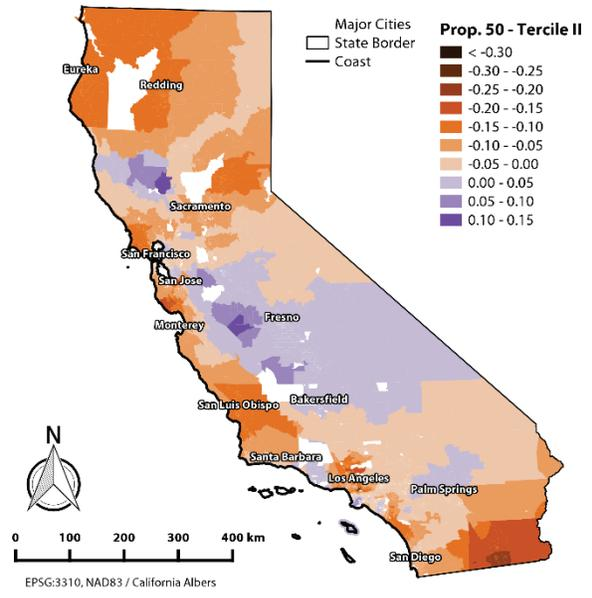 Major Cities
State Border
Coast
Prop. 50 - Tercile II
< -0.30
-0.30 - -0.25
-0.25 - -0.20
-0.20 - -0.15
-0.15 - -0.10
-0.10 - -0.05
-0.05 - 0.00
0.00 - 0.05
0.05 - 0.10
0.10 - 0.15
Eureka
Redding
Sacramento
San Francisco
San Jose
Monterey
Fresno
San Luis Obispo
Bakersfield
Santa Barbara
Los Angeles
Palm Springs
San Diego
N
0 100 200 300 400 km
EPSG:3310, NAD83 / California Albers